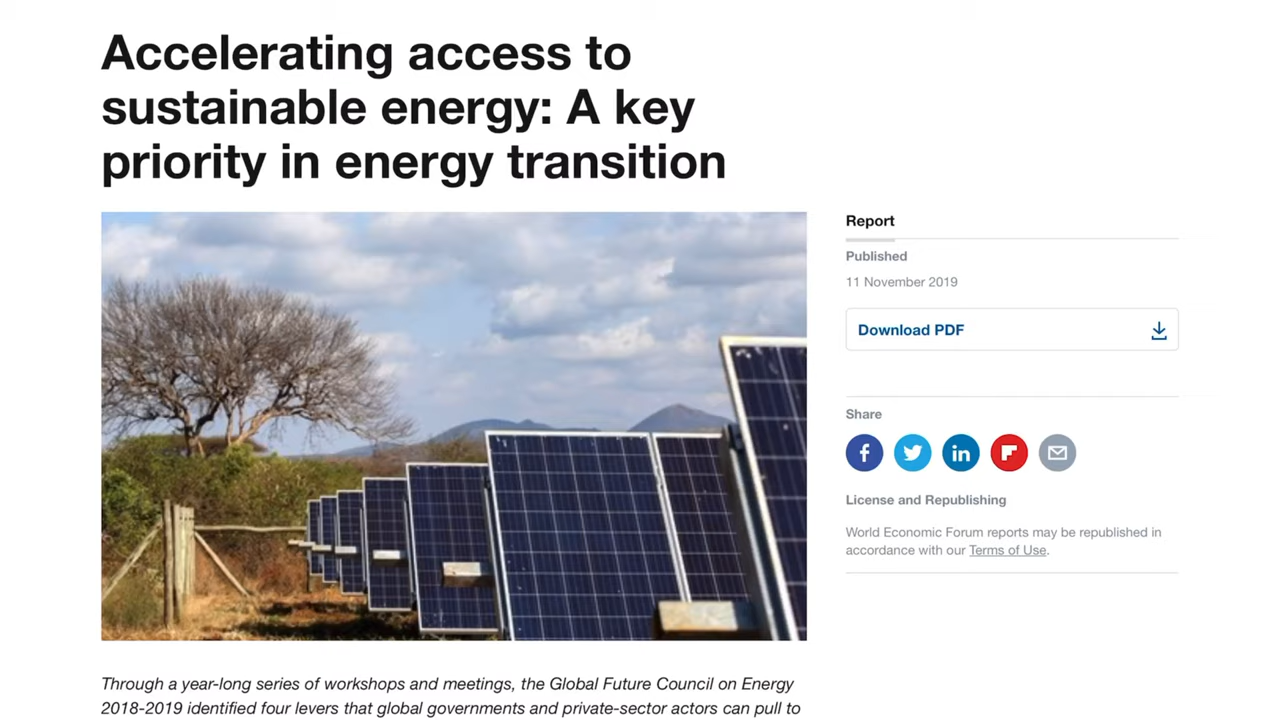 Accelerating access to
sustainable energy: A key
priority in energy transition
Report
Published
11 November 2019
Download PDF
Share
License and Republishing
World Economic Forum reports may be republished in
accordance with our Terms of Use.
Through a year-long series of workshops and meetings, the Global Future Council on Energy
2018-2019 identified four levers that global governments and private-sector actors can pull to